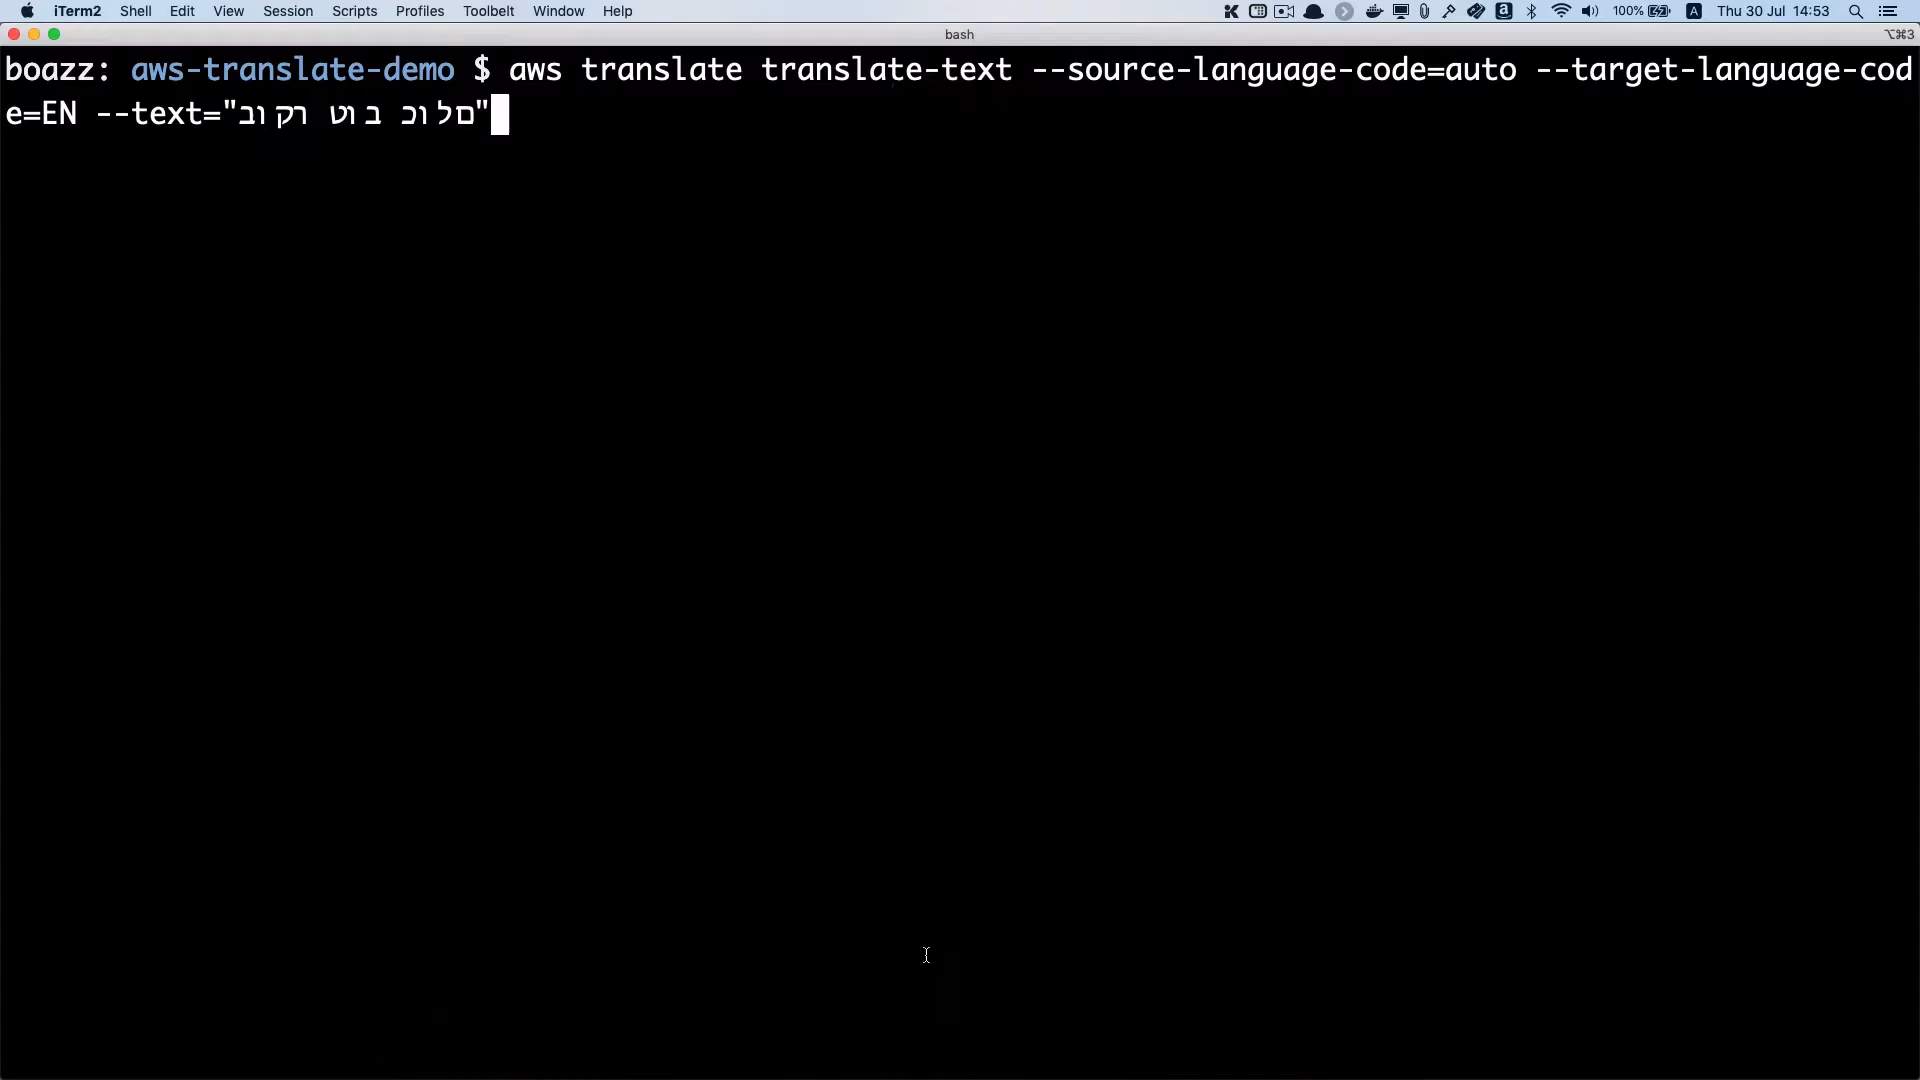 iTerm2 Shell Edit View Session Scripts Profiles Toolbelt Window Help 100% A Thu 30 Jul 14:53
bash ⌥⌘3
boazz: aws-translate-demo $ aws translate translate-text --source-language-code=auto --target-language-cod
e=EN --text="בוקר טוב כולם"